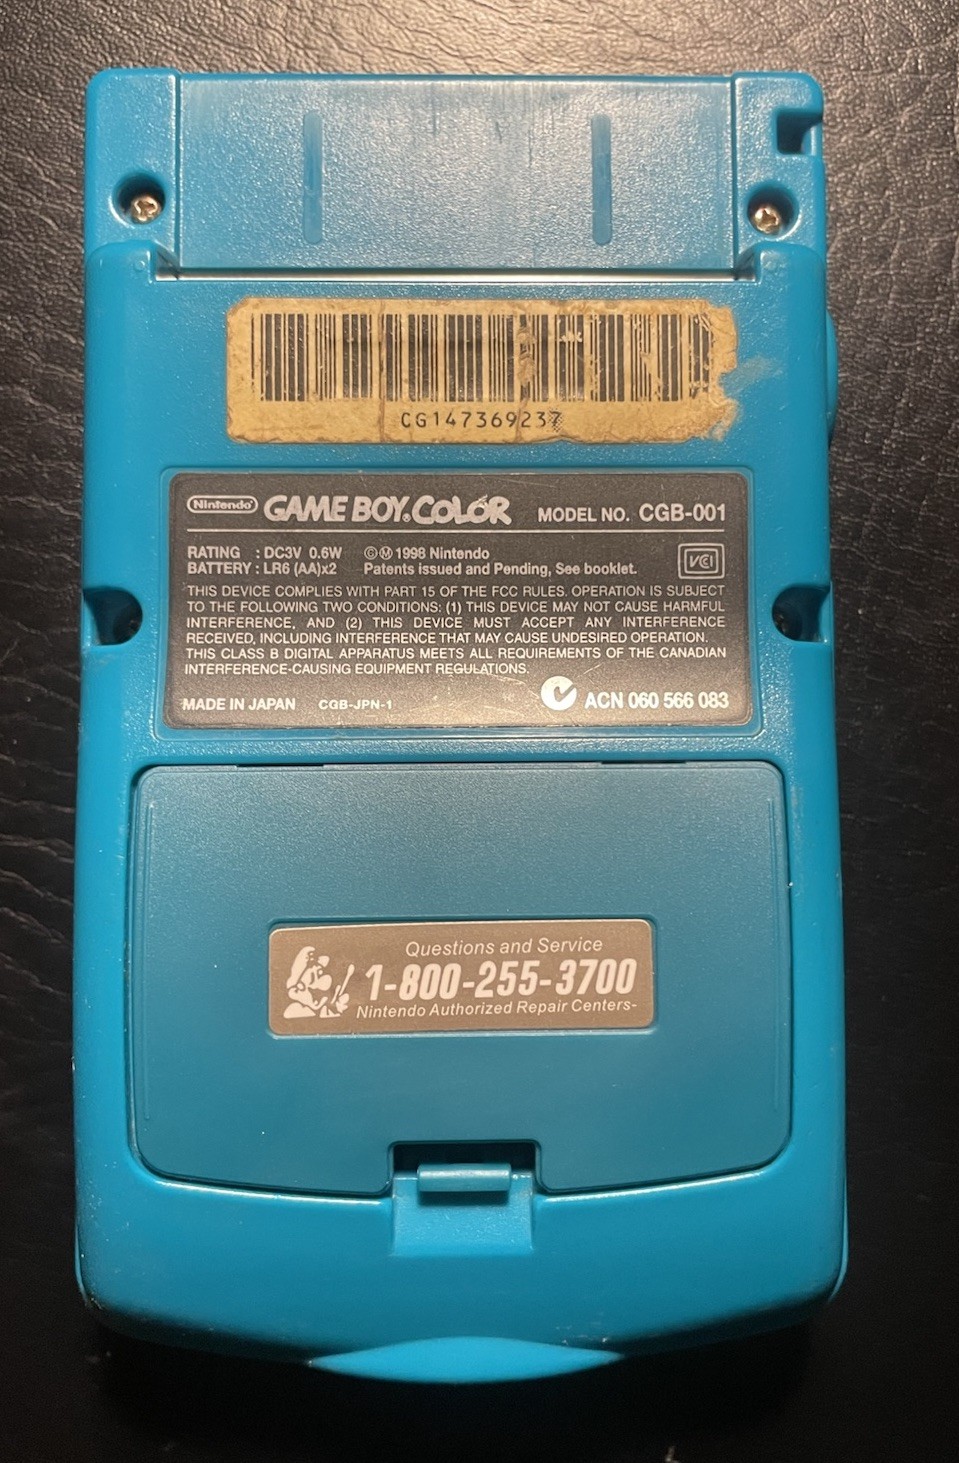 CG147369237
Nintendo GAME BOY COLOR MODEL NO. CGB-001
RATING : DC3V 0.6W ©Ⓜ 1998 Nintendo
BATTERY : LR6 (AA)x2 Patents issued and Pending, See booklet.
VCI
THIS DEVICE COMPLIES WITH PART 15 OF THE FCC RULES. OPERATION IS SUBJECT
TO THE FOLLOWING TWO CONDITIONS: (1) THIS DEVICE MAY NOT CAUSE HARMFUL
INTERFERENCE, AND (2) THIS DEVICE MUST ACCEPT ANY INTERFERENCE
RECEIVED, INCLUDING INTERFERENCE THAT MAY CAUSE UNDESIRED OPERATION.
THIS CLASS B DIGITAL APPARATUS MEETS ALL REQUIREMENTS OF THE CANADIAN
INTERFERENCE-CAUSING EQUIPMENT REGULATIONS.
MADE IN JAPAN CGB-JPN-1 ACN 060 566 083
Questions and Service
1-800-255-3700
Nintendo Authorized Repair Centers-